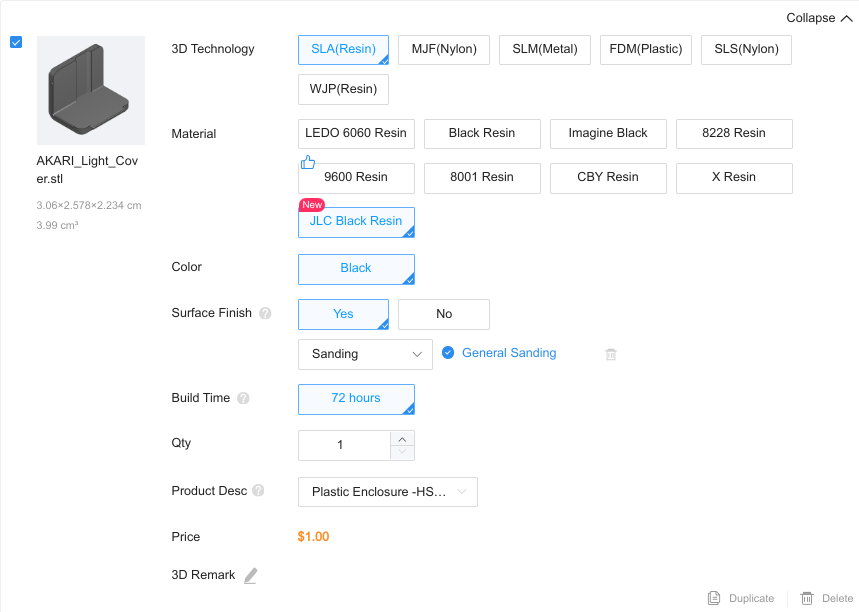 Collapse
3D Technology
SLA(Resin)
MJF(Nylon)
SLM(Metal)
FDM(Plastic)
SLS(Nylon)
WJP(Resin)
AKARI_Light_Cov
er.stl
3.06×2.578×2.234 cm
3.99 cm³
Material
LEDO 6060 Resin
Black Resin
Imagine Black
8228 Resin
9600 Resin
8001 Resin
CBY Resin
X Resin
New
JLC Black Resin
Color
Black
Surface Finish ?
Yes
No
Sanding
General Sanding
Build Time ?
72 hours
Qty
1
Product Desc ?
Plastic Enclosure -HS...
Price
$1.00
3D Remark
Duplicate
Delete